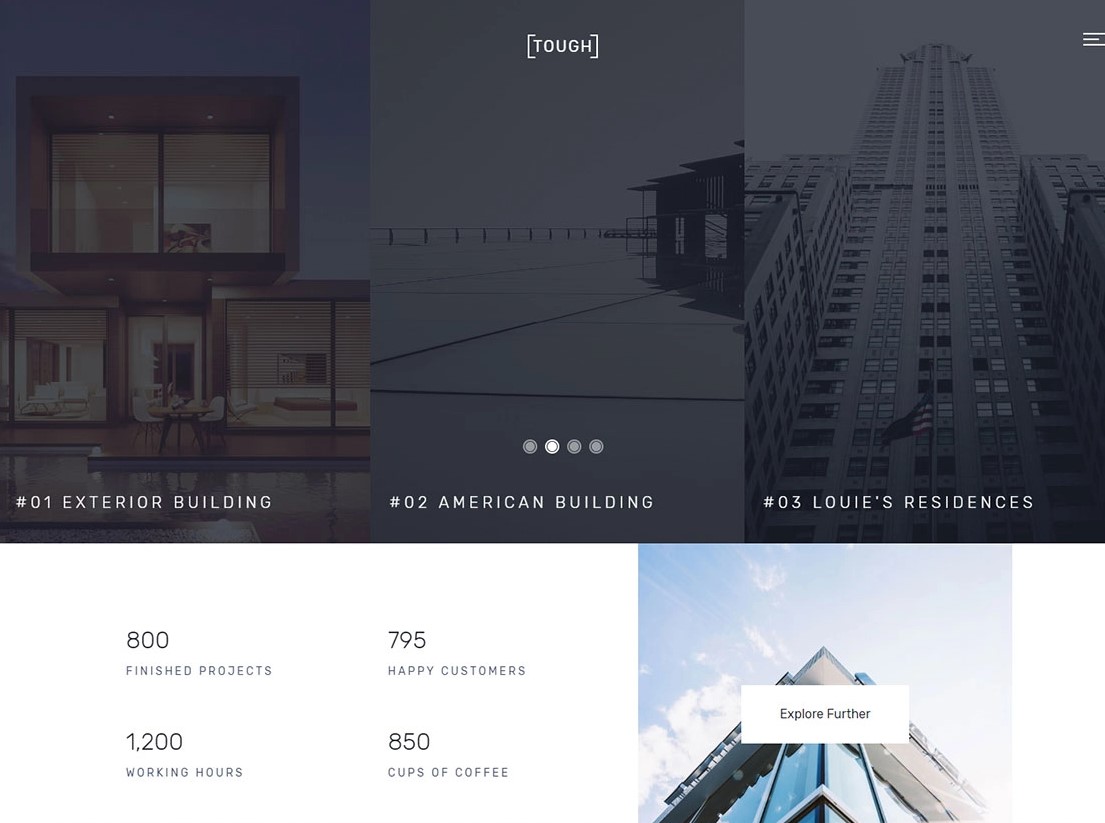 [TOUGH]
#01 EXTERIOR BUILDING
#02 AMERICAN BUILDING
#03 LOUIE'S RESIDENCES
800
FINISHED PROJECTS
795
HAPPY CUSTOMERS
1,200
WORKING HOURS
850
CUPS OF COFFEE
Explore Further